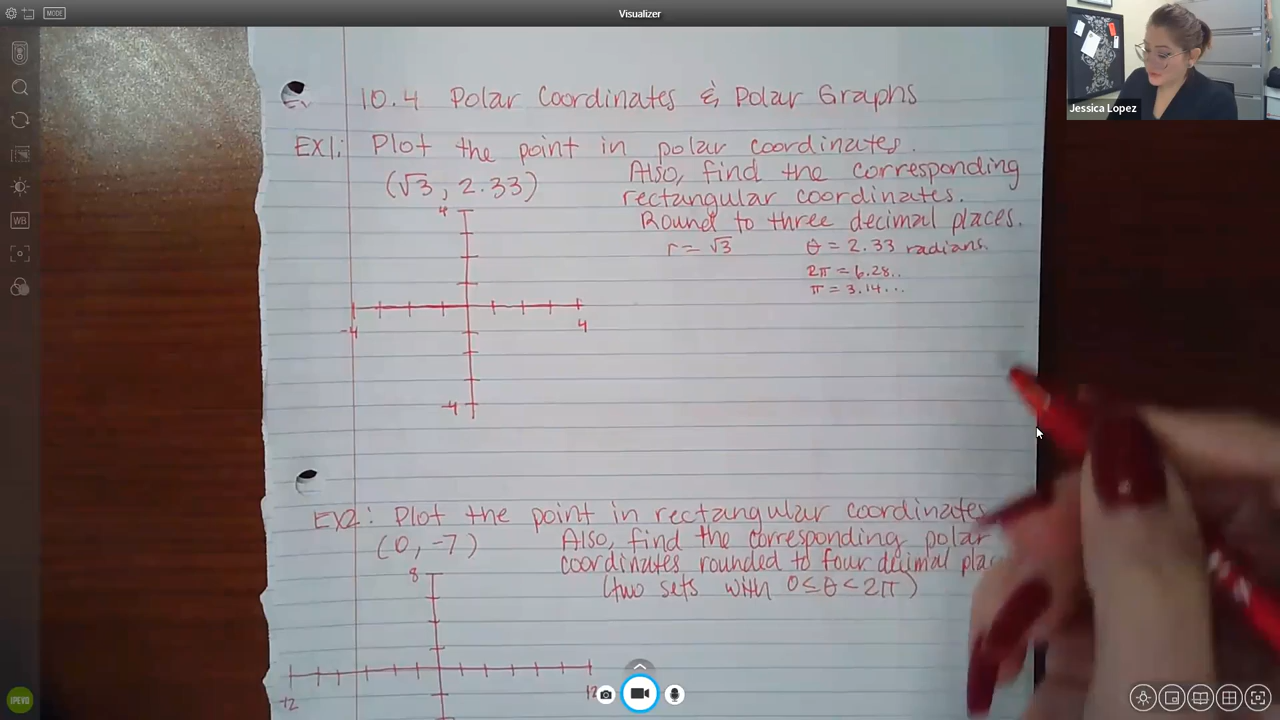 MODE
Visualizer
Jessica Lopez
WB
10.4 Polar Coordinates & Polar Graphs
EX1: Plot the point in polar coordinates.
(√3, 2.33)
Also, find the corresponding
rectangular coordinates.
Round to three decimal places.
r = √3
θ = 2.33 radians.
2π = 6.28..
π = 3.14...
4
-4
4
-4
EX2: Plot the point in rectangular coordinates
(0, -7)
Also, find the corresponding polar
coordinates rounded to four decimal
(two sets with 0 ≤ θ < 2π)
8
-12
12
IPEVO